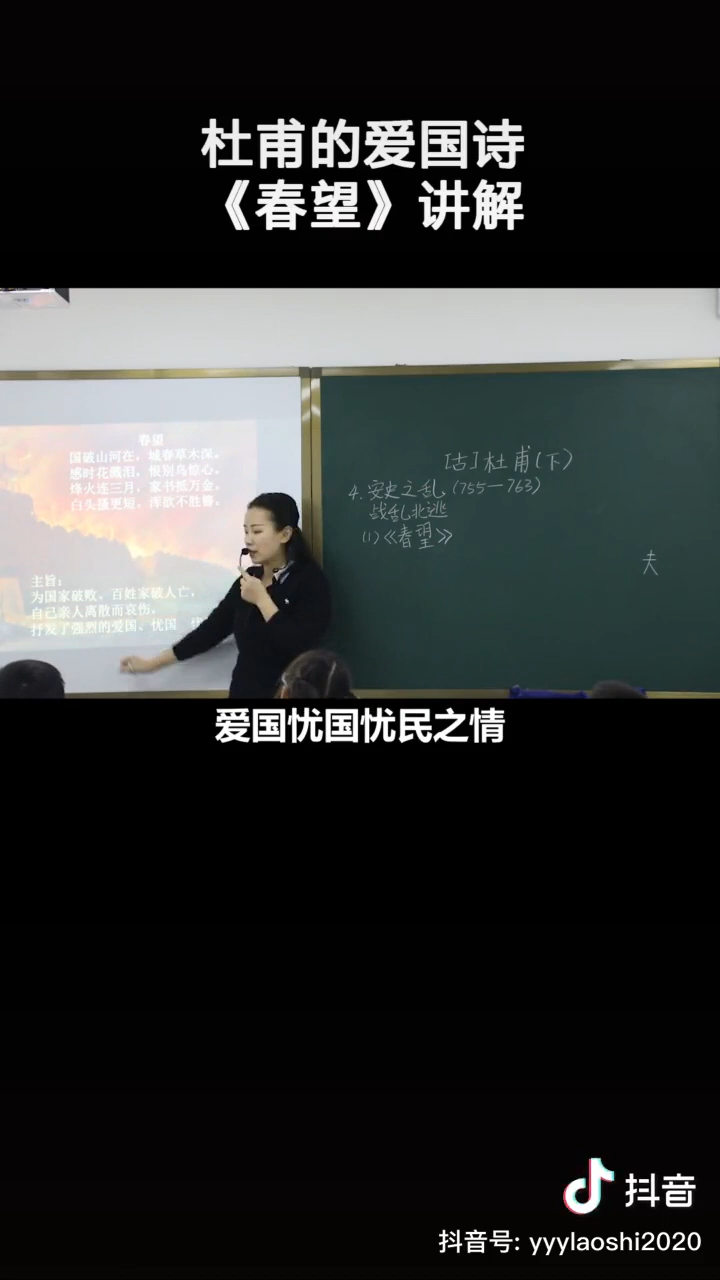 杜甫的爱国诗
《春望》讲解
春望
国破山河在，城春草木深。
感时花溅泪，恨别鸟惊心。
烽火连三月，家书抵万金。
白头搔更短，浑欲不胜簪。
主旨：
为国家破败、百姓家破人亡，
自己亲人离散而哀伤，
抒发了强烈的爱国、忧国
[古]杜甫(下)
4.安史之乱(755—763)
战乱北逃
(1)《春望》
夫
爱国忧国忧民之情
抖音
抖音号: yyylaoshi2020